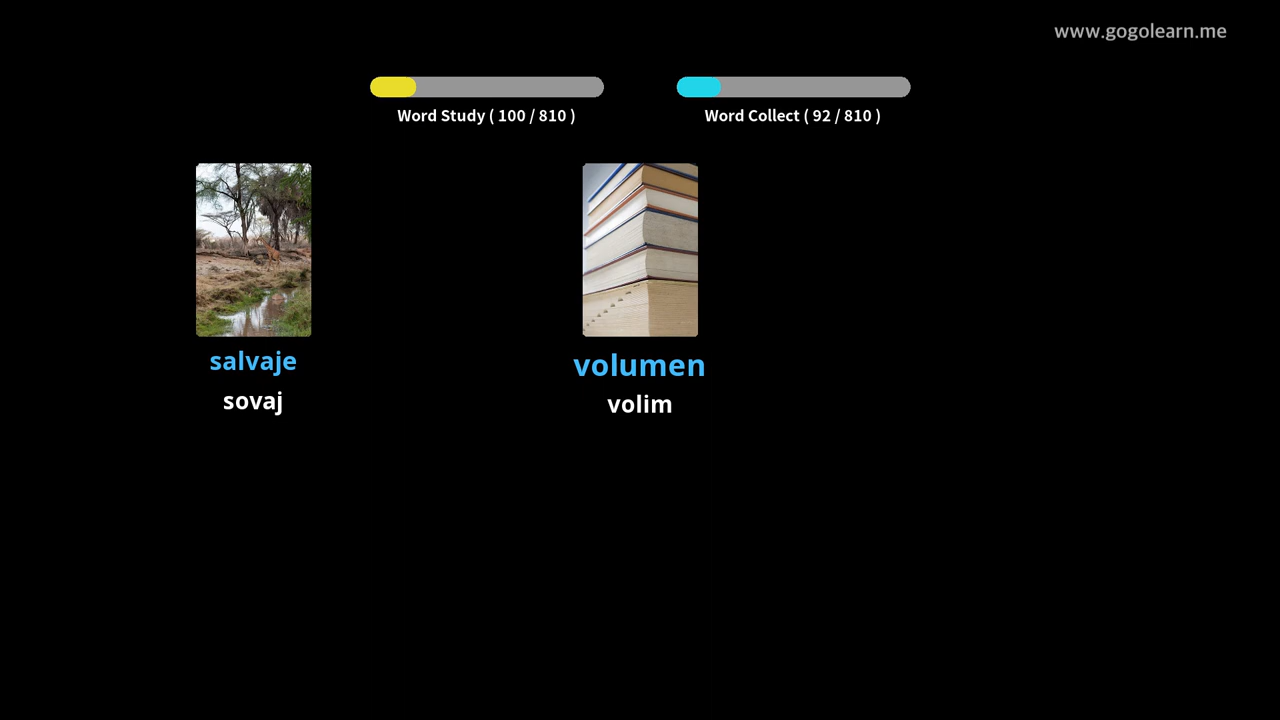 www.gogolearn.me
Word Study ( 100 / 810 )
Word Collect ( 92 / 810 )
salvaje
sovaj
volumen
volim